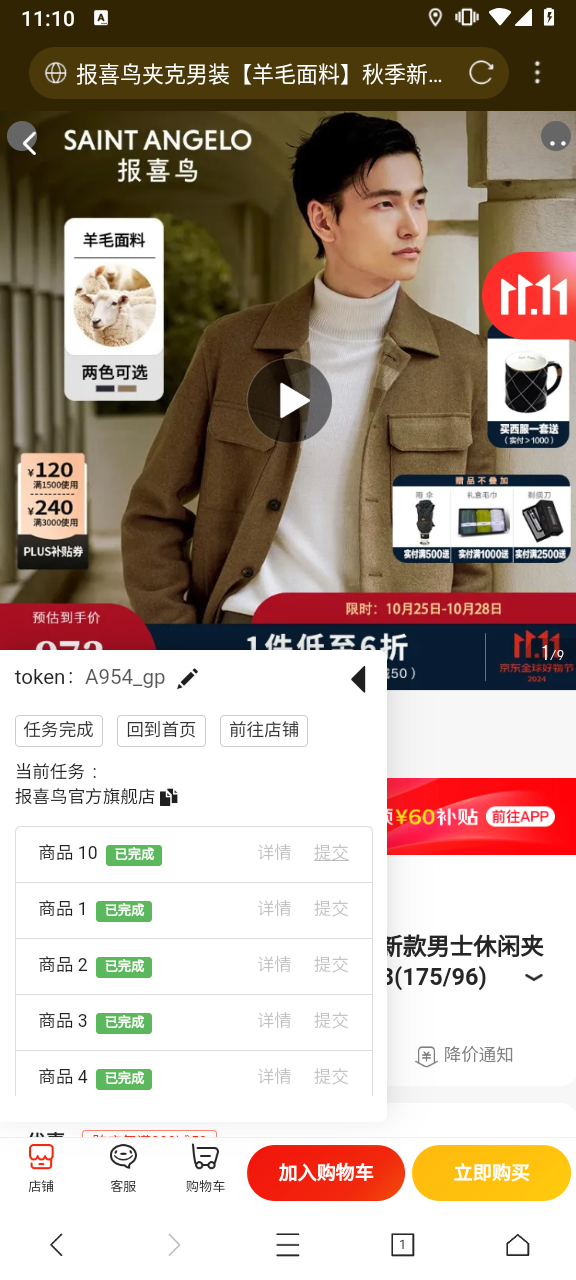 11:10
A
报喜鸟夹克男装【羊毛面料】秋季新...
SAINT ANGELO
报喜鸟
羊毛面料
两色可选
11.11
买西服一套送
(实付>1000)
¥120
满1500使用
¥240
满3000使用
PLUS补贴券
赠品不叠加
雨伞 礼盒毛巾 剃须刀
实付满500送 实付满1000送 实付满2500送
限时：10月25日-10月28日
预估到手价
1件低至6折
11.11
京东全球好物节
2024
1/9
50）
token： A954_gp
任务完成 回到首页 前往店铺
当前任务 ：
报喜鸟官方旗舰店
¥60补贴 前往APP
商品 10 已完成 详情 提交
商品 1 已完成 详情 提交
新款男士休闲夹
商品 2 已完成 详情 提交
(175/96)
商品 3 已完成 详情 提交
降价通知
商品 4 已完成 详情 提交
店铺 客服 购物车 加入购物车 立即购买
1